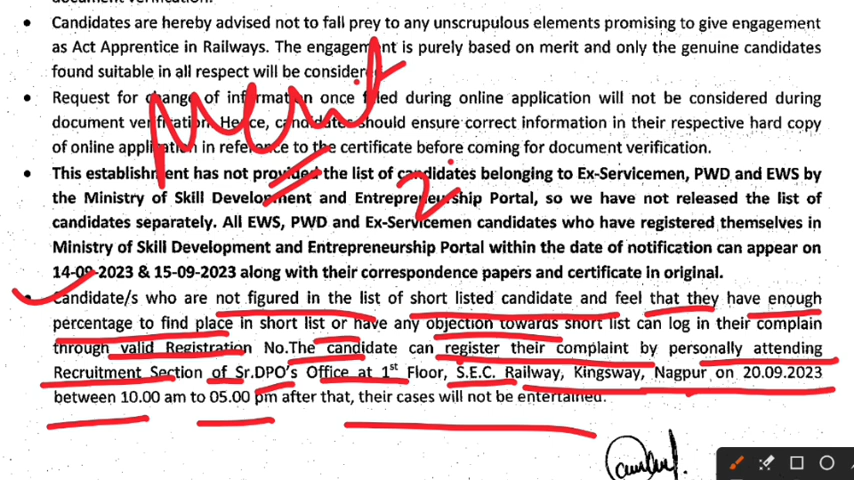 document verification.
• Candidates are hereby advised not to fall prey to any unscrupulous elements promising to give engagement
as Act Apprentice in Railways. The engagement is purely based on merit and only the genuine candidates
found suitable in all respect will be considered
• Request for change of information once filled during online application will not be considered during
document verification. Hence, candidates should ensure correct information in their respective hard copy
of online application in reference to the certificate before coming for document verification.
• This establishment has not provided the list of candidates belonging to Ex-Servicemen, PWD and EWS by
the Ministry of Skill Development and Entrepreneurship Portal, so we have not released the list of
candidates separately. All EWS, PWD and Ex-Servicemen candidates who have registered themselves in
Ministry of Skill Development and Entrepreneurship Portal within the date of notification can appear on
14-09-2023 & 15-09-2023 along with their correspondence papers and certificate in original.
• Candidate/s who are not figured in the list of short listed candidate and feel that they have enough
percentage to find place in short list or have any objection towards short list can log in their complain
through valid Registration No.The candidate can register their complaint by personally attending
Recruitment Section of Sr.DPO's Office at 1st Floor, S.E.C. Railway, Kingsway, Nagpur on 20.09.2023
between 10.00 am to 05.00 pm after that, their cases will not be entertained.
Merit